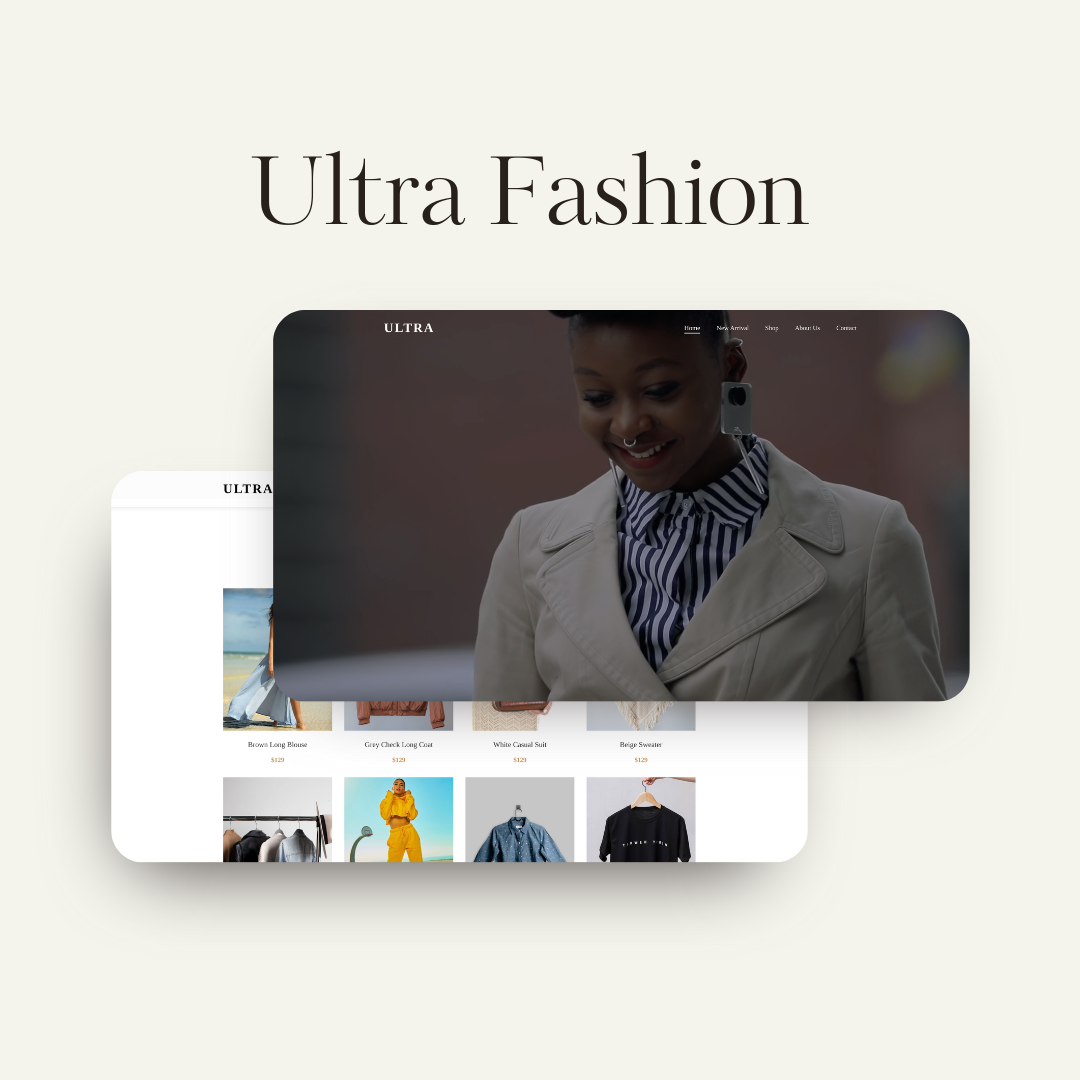 Ultra Fashion
ULTRA Home New Arrival Shop About Us Contact
ULTRA
Brown Long Blouse Grey Check Long Coat White Casual Suit Beige Sweater
$129 $129 $129 $129